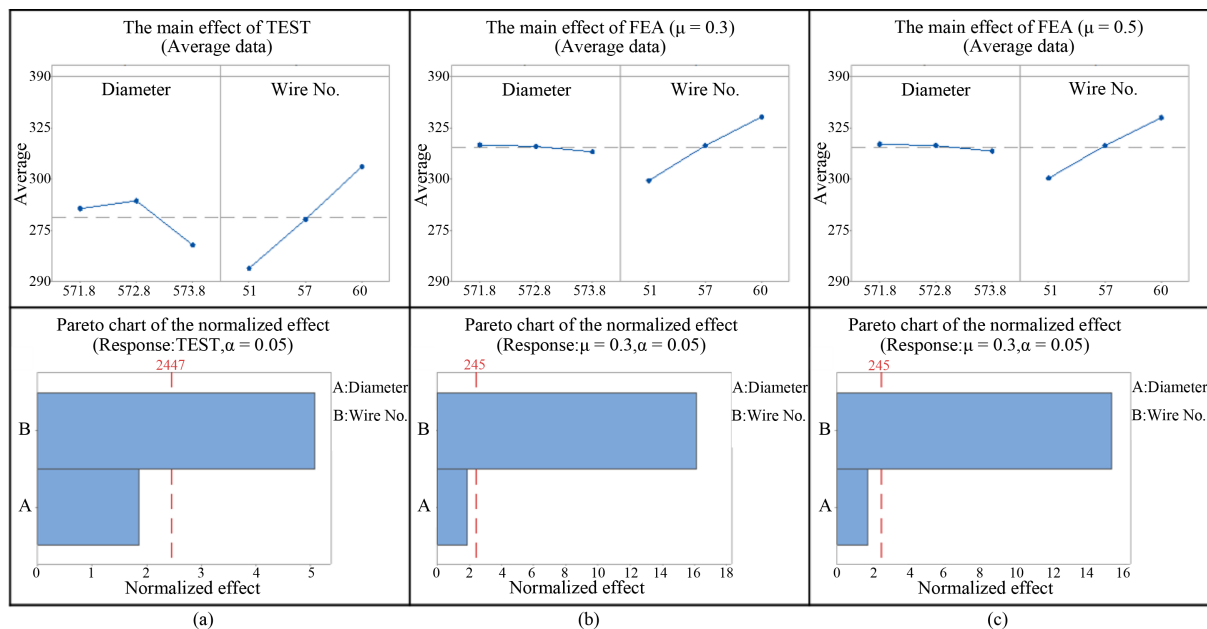 The main effect of TEST
(Average data)
390
325
300
275
290
Average
Diameter
Wire No.
571.8
572.8
573.8
51
57
60
The main effect of FEA (μ = 0.3)
(Average data)
390
325
300
275
290
Average
Diameter
Wire No.
571.8
572.8
573.8
51
57
60
The main effect of FEA (μ = 0.5)
(Average data)
390
325
300
275
290
Average
Diameter
Wire No.
571.8
572.8
573.8
51
57
60
Pareto chart of the normalized effect
(Response:TEST,α = 0.05)
2447
A:Diameter
B:Wire No.
B
A
0 1 2 3 4 5
Normalized effect
Pareto chart of the normalized effect
(Response:μ = 0.3,α = 0.05)
245
A:Diameter
B:Wire No.
B
A
0 2 4 6 8 10 12 14 16 18
Normalized effect
Pareto chart of the normalized effect
(Response:μ = 0.3,α = 0.05)
245
A:Diameter
B:Wire No.
B
A
0 2 4 6 8 10 12 14 16
Normalized effect
(a)
(b)
(c)